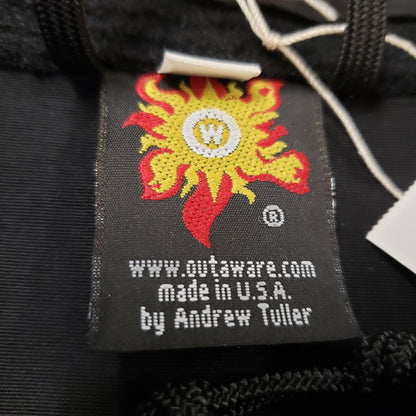 W
®
www.outaware.com
made in U.S.A.
by Andrew Tuller